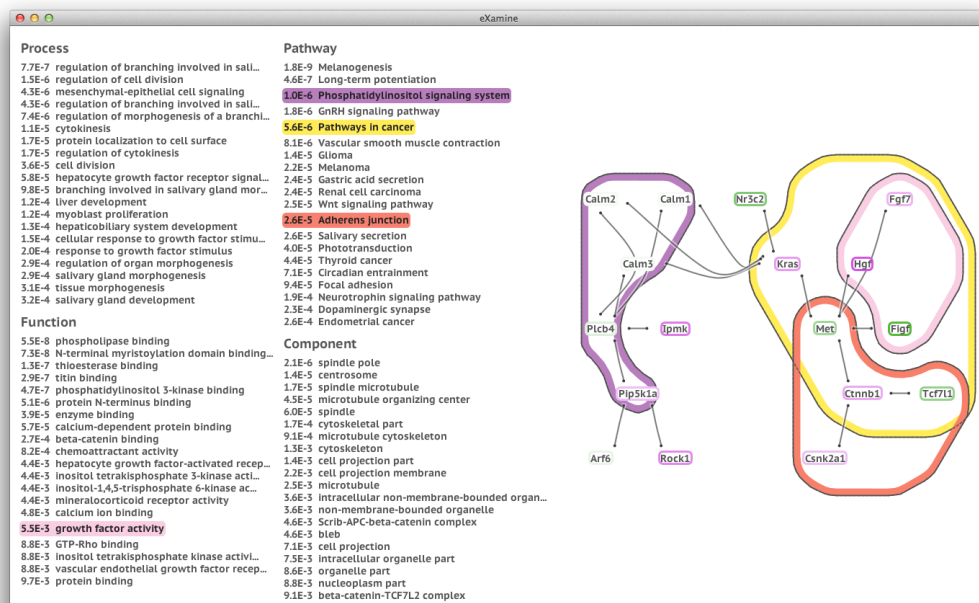 eXamine
Process
7.7E-7 regulation of branching involved in sali...
1.5E-6 regulation of cell division
4.3E-6 mesenchymal-epithelial cell signaling
4.3E-6 regulation of branching involved in sali...
7.4E-6 regulation of morphogenesis of a branchi...
1.1E-5 cytokinesis
1.7E-5 protein localization to cell surface
1.7E-5 regulation of cytokinesis
3.6E-5 cell division
5.8E-5 hepatocyte growth factor receptor signal...
9.8E-5 branching involved in salivary gland mor...
1.2E-4 liver development
1.2E-4 myoblast proliferation
1.3E-4 hepaticobiliary system development
1.5E-4 cellular response to growth factor stimu...
2.0E-4 response to growth factor stimulus
2.9E-4 regulation of organ morphogenesis
2.9E-4 salivary gland morphogenesis
3.1E-4 tissue morphogenesis
3.2E-4 salivary gland development
Function
5.5E-8 phospholipase binding
7.3E-8 N-terminal myristoylation domain binding...
1.3E-7 thioesterase binding
2.9E-7 titin binding
4.7E-7 phosphatidylinositol 3-kinase binding
5.1E-6 protein N-terminus binding
3.9E-5 enzyme binding
5.7E-5 calcium-dependent protein binding
2.7E-4 beta-catenin binding
8.2E-4 chemoattractant activity
4.4E-3 hepatocyte growth factor-activated recep...
4.4E-3 inositol tetrakisphosphate 3-kinase acti...
4.4E-3 inositol-1,4,5-trisphosphate 6-kinase ac...
4.4E-3 mineralocorticoid receptor activity
4.8E-3 calcium ion binding
5.5E-3 growth factor activity
8.8E-3 GTP-Rho binding
8.8E-3 inositol tetrakisphosphate kinase activi...
8.8E-3 vascular endothelial growth factor recep...
9.7E-3 protein binding
Pathway
1.8E-9 Melanogenesis
4.6E-7 Long-term potentiation
1.0E-6 Phosphatidylinositol signaling system
1.8E-6 GnRH signaling pathway
5.6E-6 Pathways in cancer
8.1E-6 Vascular smooth muscle contraction
1.4E-5 Glioma
2.2E-5 Melanoma
2.4E-5 Gastric acid secretion
2.4E-5 Renal cell carcinoma
2.5E-5 Wnt signaling pathway
2.6E-5 Adherens junction
2.6E-5 Salivary secretion
4.0E-5 Phototransduction
4.4E-5 Thyroid cancer
7.1E-5 Circadian entrainment
9.4E-5 Focal adhesion
1.9E-4 Neurotrophin signaling pathway
2.3E-4 Dopaminergic synapse
2.6E-4 Endometrial cancer
Component
2.1E-6 spindle pole
1.4E-5 centrosome
1.7E-5 spindle microtubule
4.5E-5 microtubule organizing center
6.0E-5 spindle
1.7E-4 cytoskeletal part
9.1E-4 microtubule cytoskeleton
1.3E-3 cytoskeleton
1.4E-3 cell projection part
2.2E-3 cell projection membrane
2.5E-3 microtubule
3.6E-3 intracellular non-membrane-bounded organ...
3.6E-3 non-membrane-bounded organelle
4.6E-3 Scrib-APC-beta-catenin complex
4.6E-3 bleb
7.1E-3 cell projection
7.5E-3 intracellular organelle part
8.6E-3 organelle part
8.8E-3 nucleoplasm part
9.1E-3 beta-catenin-TCF7L2 complex
Calm2 Calm1 Nr3c2 Fgf7
Calm3 Kras Hgf
Plcb4 Ipmk Met Figf
Pip5k1a Ctnnb1 Tcf7l1
Arf6 Rock1 Csnk2a1